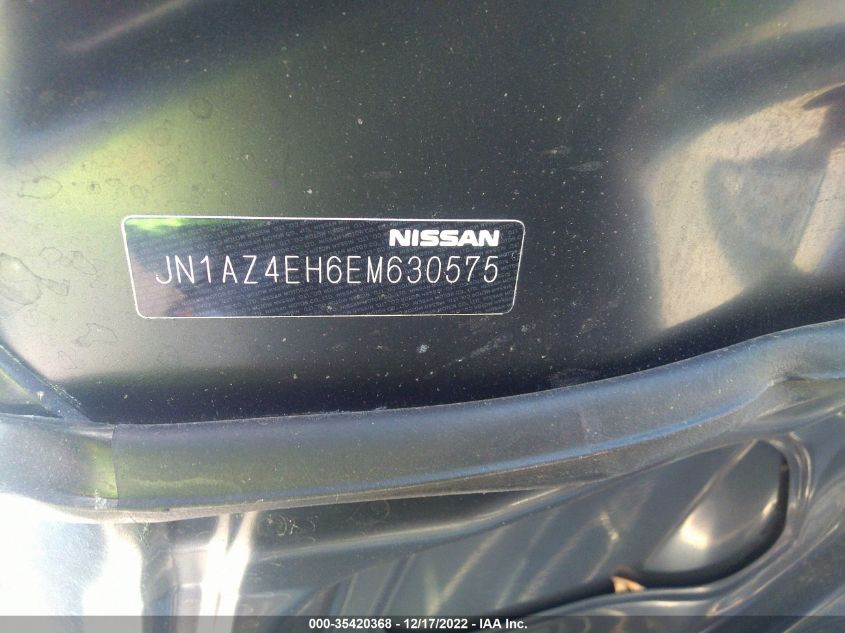 NISSAN
JN1AZ4EH6EM630575
000-35420368 • 12/17/2022 - IAA Inc.